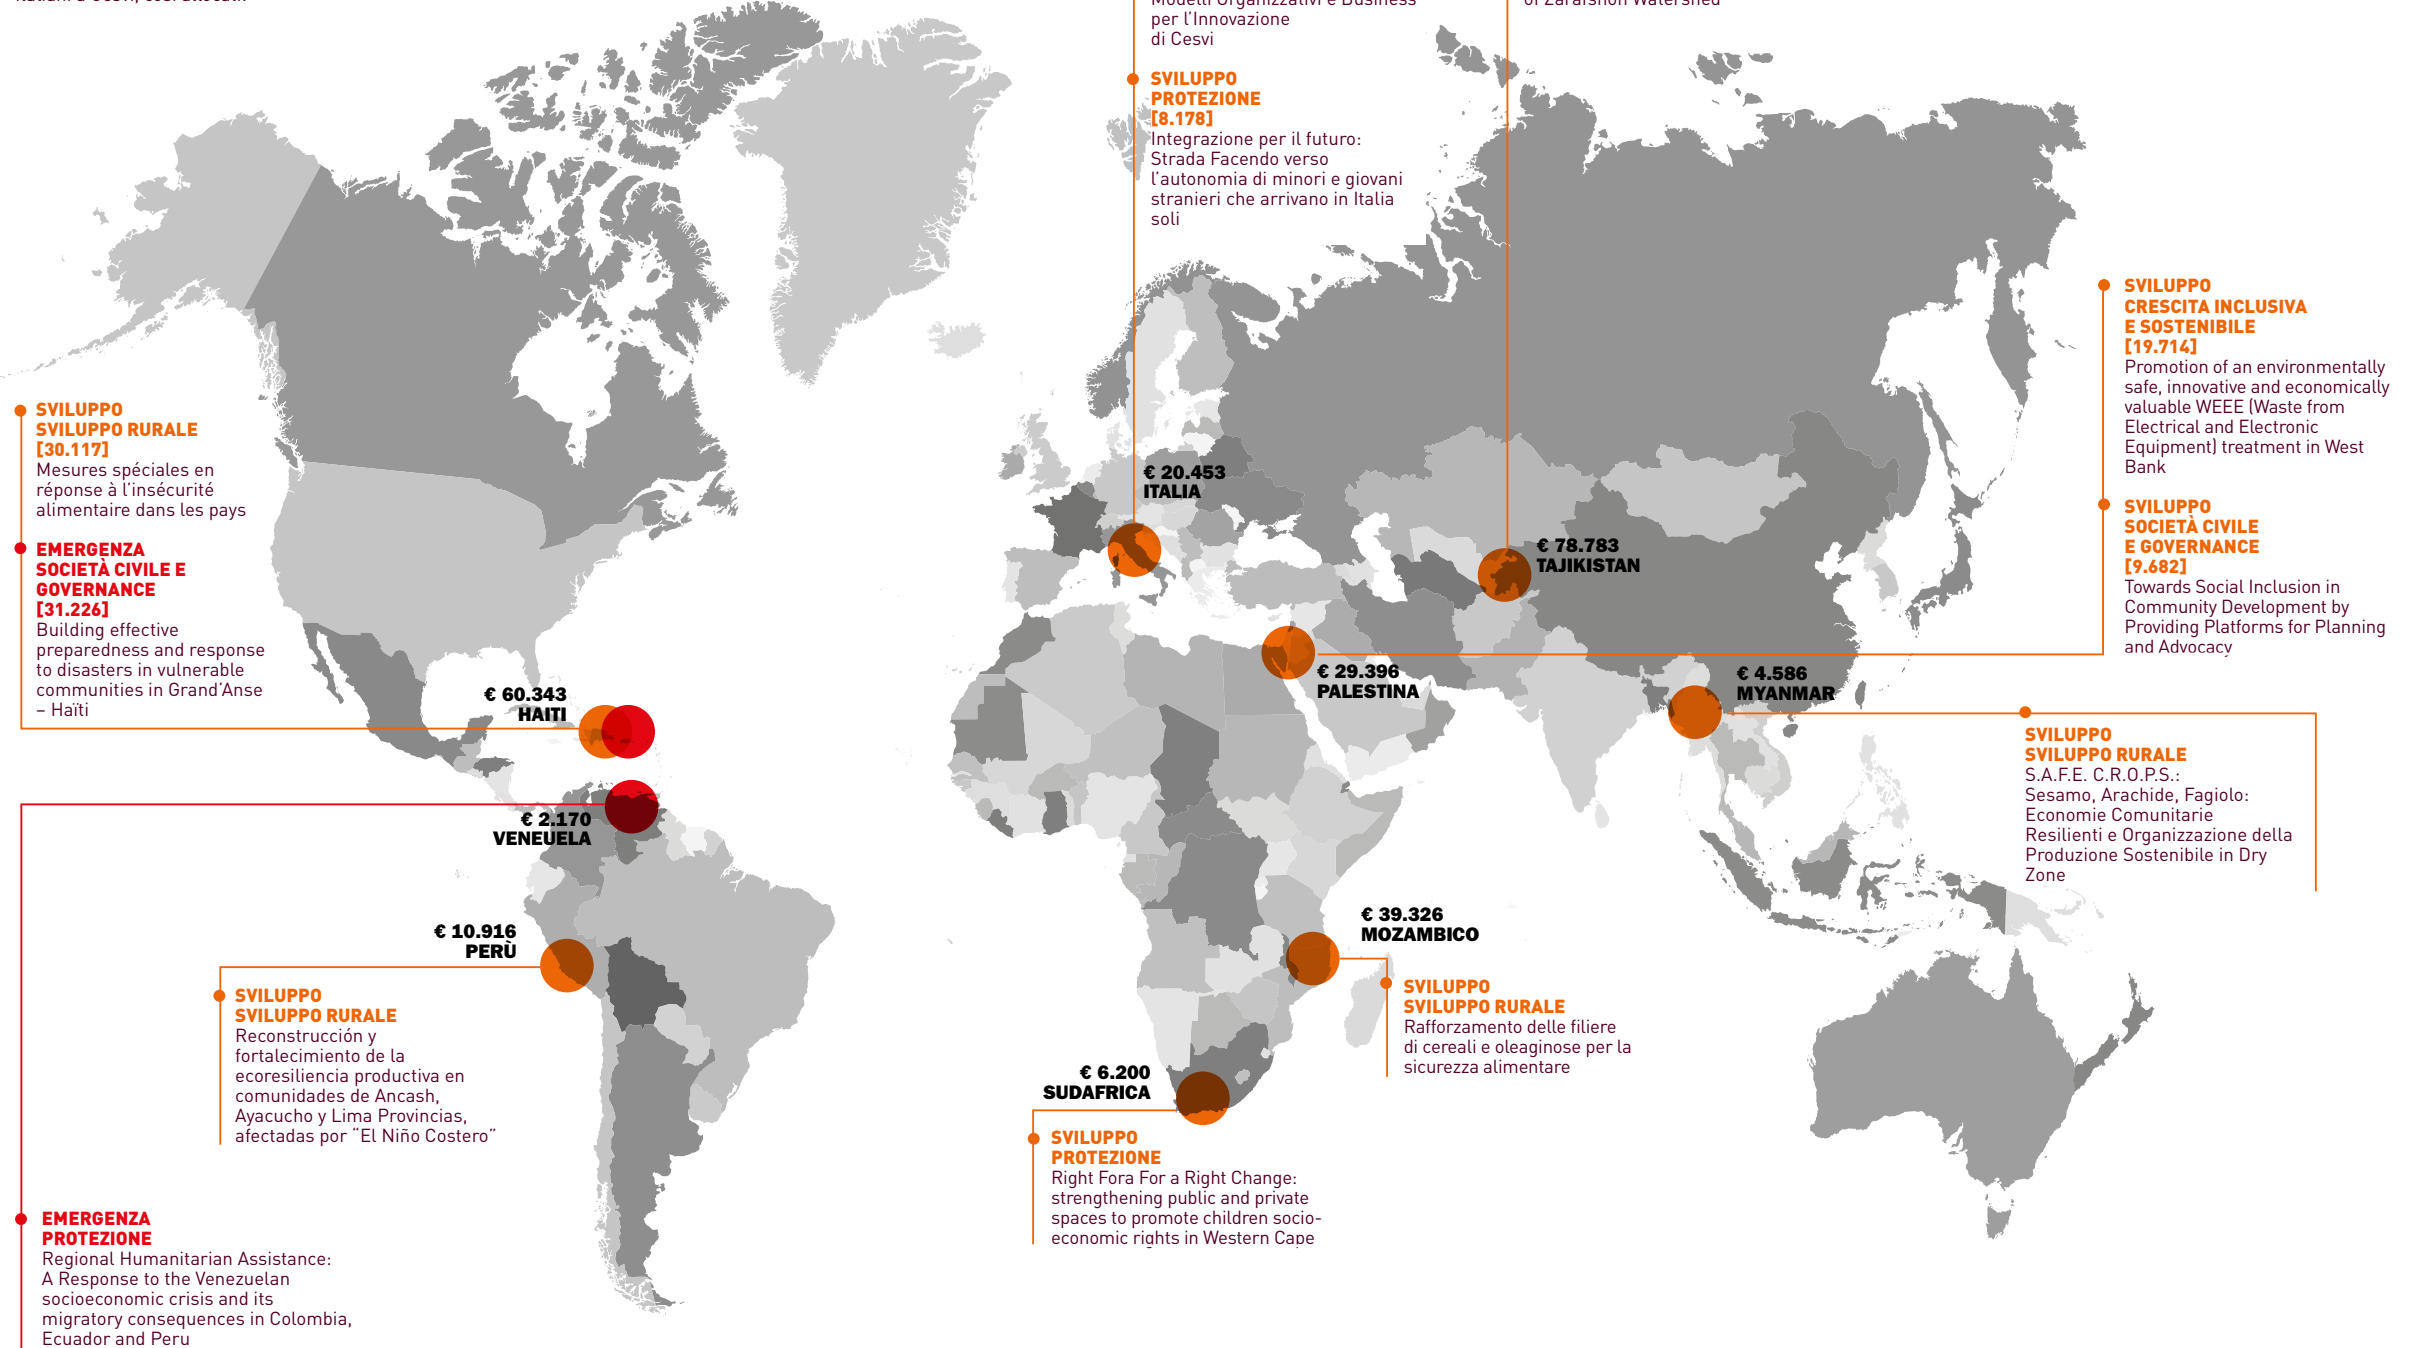 Modelli Organizzativi e Business
per l'Innovazione
di Cesvi
of Zarafshon Watershed
SVILUPPO
PROTEZIONE
[8.178]
Integrazione per il futuro:
Strada Facendo verso
l'autonomia di minori e giovani
stranieri che arrivano in Italia
soli
SVILUPPO
CRESCITA INCLUSIVA
E SOSTENIBILE
[19.714]
Promotion of an environmentally
safe, innovative and economically
valuable WEEE (Waste from
Electrical and Electronic
Equipment) treatment in West
Bank
SVILUPPO
SOCIETÀ CIVILE
E GOVERNANCE
[9.682]
Towards Social Inclusion in
Community Development by
Providing Platforms for Planning
and Advocacy
SVILUPPO
SVILUPPO RURALE
[30.117]
Mesures spéciales en
réponse à l'insécurité
alimentaire dans les pays
EMERGENZA
SOCIETÀ CIVILE E
GOVERNANCE
[31.226]
Building effective
preparedness and response
to disasters in vulnerable
communities in Grand'Anse
– Haïti
€ 20.453
ITALIA
€ 78.783
TAJIKISTAN
€ 29.396
PALESTINA
€ 4.586
MYANMAR
€ 60.343
HAITI
SVILUPPO
SVILUPPO RURALE
S.A.F.E. C.R.O.P.S.:
Sesamo, Arachide, Fagiolo:
Economie Comunitarie
Resilienti e Organizzazione della
Produzione Sostenibile in Dry
Zone
€ 2.170
VENEUELA
€ 10.916
PERÙ
€ 39.326
MOZAMBICO
SVILUPPO
SVILUPPO RURALE
Reconstrucción y
fortalecimiento de la
ecoresiliencia productiva en
comunidades de Ancash,
Ayacucho y Lima Provincias,
afectadas por “El Niño Costero”
SVILUPPO
SVILUPPO RURALE
Rafforzamento delle filiere
di cereali e oleaginose per la
sicurezza alimentare
€ 6.200
SUDAFRICA
SVILUPPO
PROTEZIONE
Right Fora For a Right Change:
strengthening public and private
spaces to promote children socio-
economic rights in Western Cape
EMERGENZA
PROTEZIONE
Regional Humanitarian Assistance:
A Response to the Venezuelan
socioeconomic crisis and its
migratory consequences in Colombia,
Ecuador and Peru